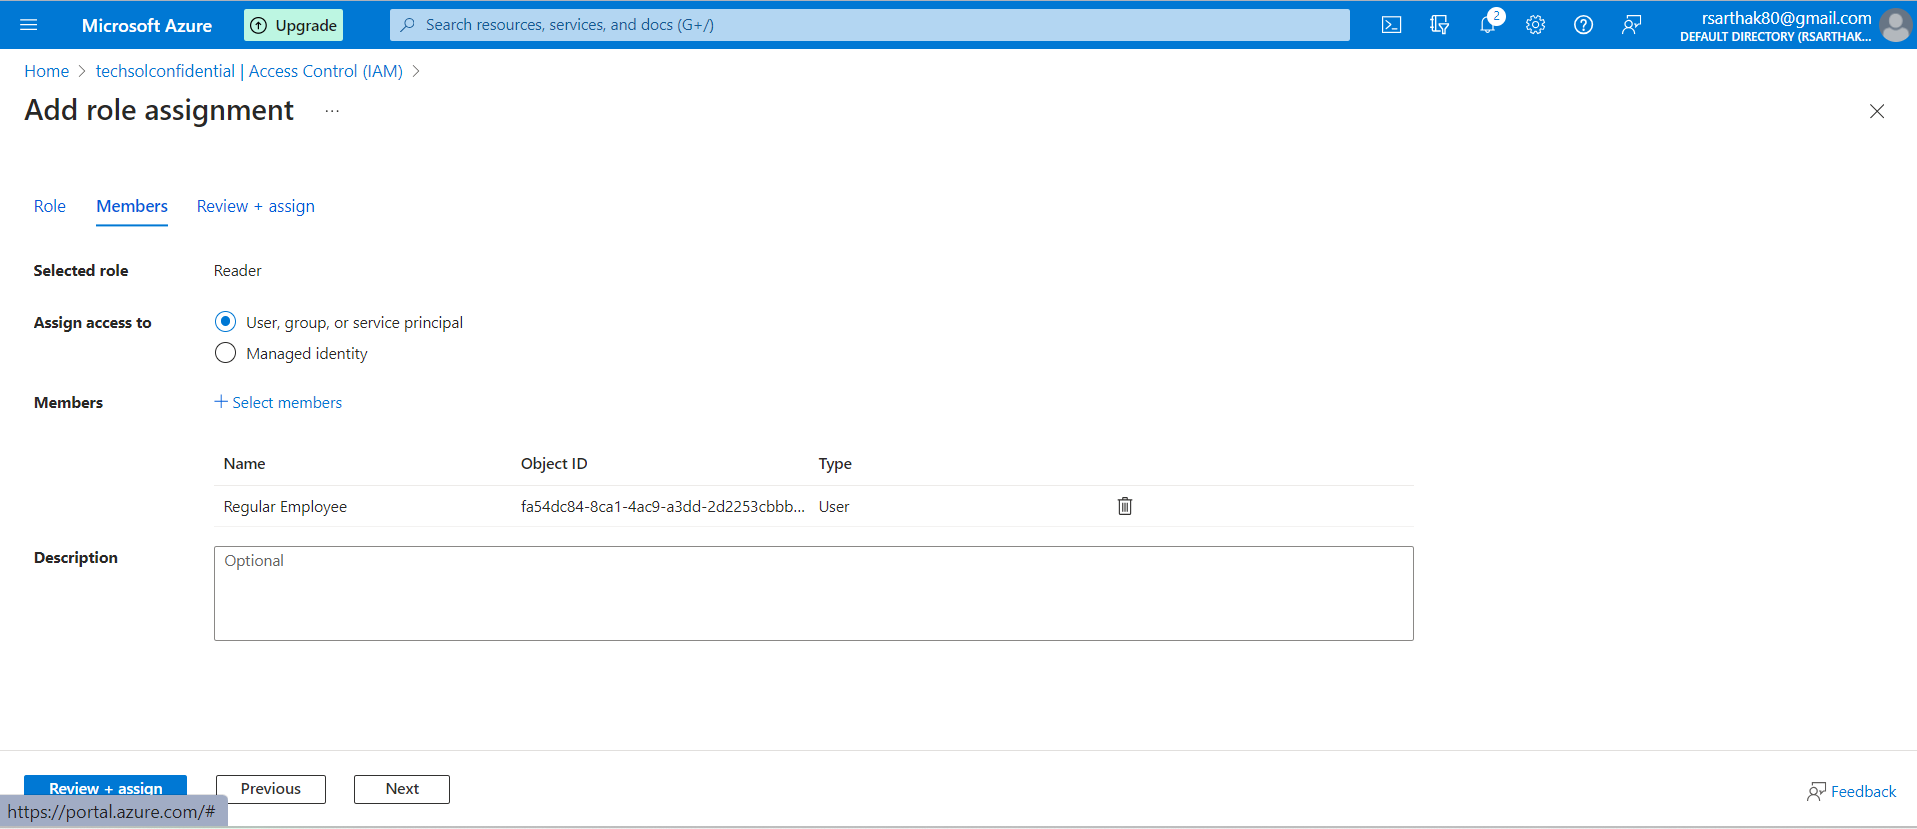 Microsoft Azure
Upgrade
Search resources, services, and docs (G+/)
2
rsarthak80@gmail.com
DEFAULT DIRECTORY (RSARTHAK...
Home > techsolconfidential | Access Control (IAM) >
Add role assignment ...
Role Members Review + assign
Selected role Reader
Assign access to User, group, or service principal
Managed identity
Members + Select members
Name Object ID Type
Regular Employee fa54dc84-8ca1-4ac9-a3dd-2d2253cbbb... User
Description Optional
Review + assign Previous Next
Feedback
https://portal.azure.com/#